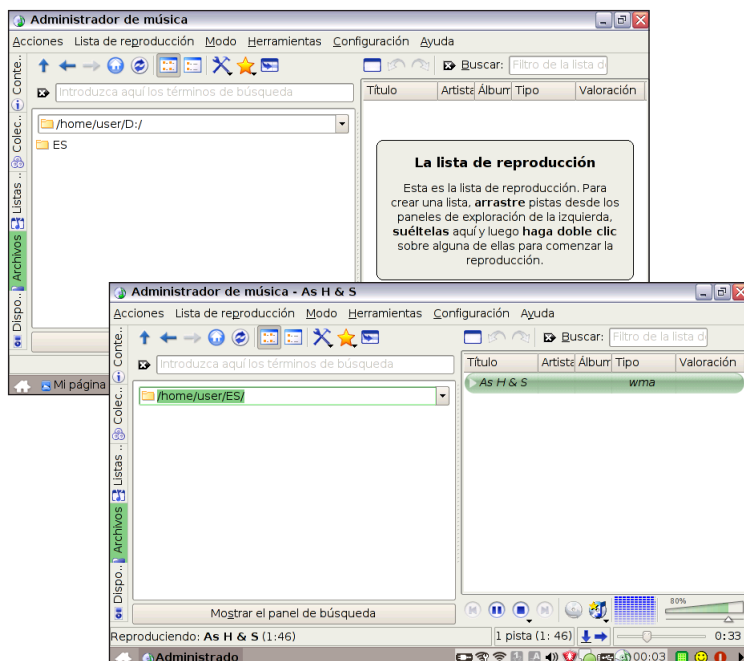 Administrador de música
Acciones Lista de reproducción Modo Herramientas Configuración Ayuda
Buscar: Filtro de la lista d
Introduzca aquí los términos de búsqueda
Título Artista Álbum Tipo Valoración
Conte..
Colec..
Listas ..
Archivos
Dispo..
/home/user/D:/
ES
La lista de reproducción
Esta es la lista de reproducción. Para
crear una lista, arrastre pistas desde los
paneles de exploración de la izquierda,
suéltelas aquí y luego haga doble clic
sobre alguna de ellas para comenzar la
reproducción.
Mi página
Administrador de música - As H & S
Acciones Lista de reproducción Modo Herramientas Configuración Ayuda
Buscar: Filtro de la lista d
Introduzca aquí los términos de búsqueda
Título Artista Álbum Tipo Valoración
As H & S wma
Conte..
Colec..
Listas ..
Archivos
Dispo..
/home/user/ES/
Mostrar el panel de búsqueda
80%
Reproduciendo: As H & S (1:46)
1 pista (1: 46)
0:33
Administrado
00:03